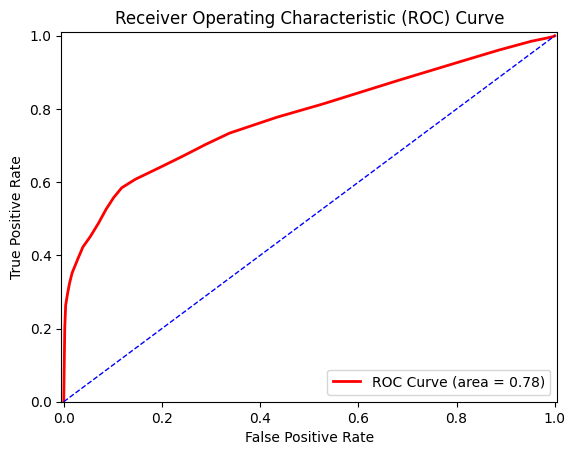 Receiver Operating Characteristic (ROC) Curve
1.0
0.8
0.6
0.4
0.2
0.0
True Positive Rate
ROC Curve (area = 0.78)
0.0 0.2 0.4 0.6 0.8 1.0
False Positive Rate